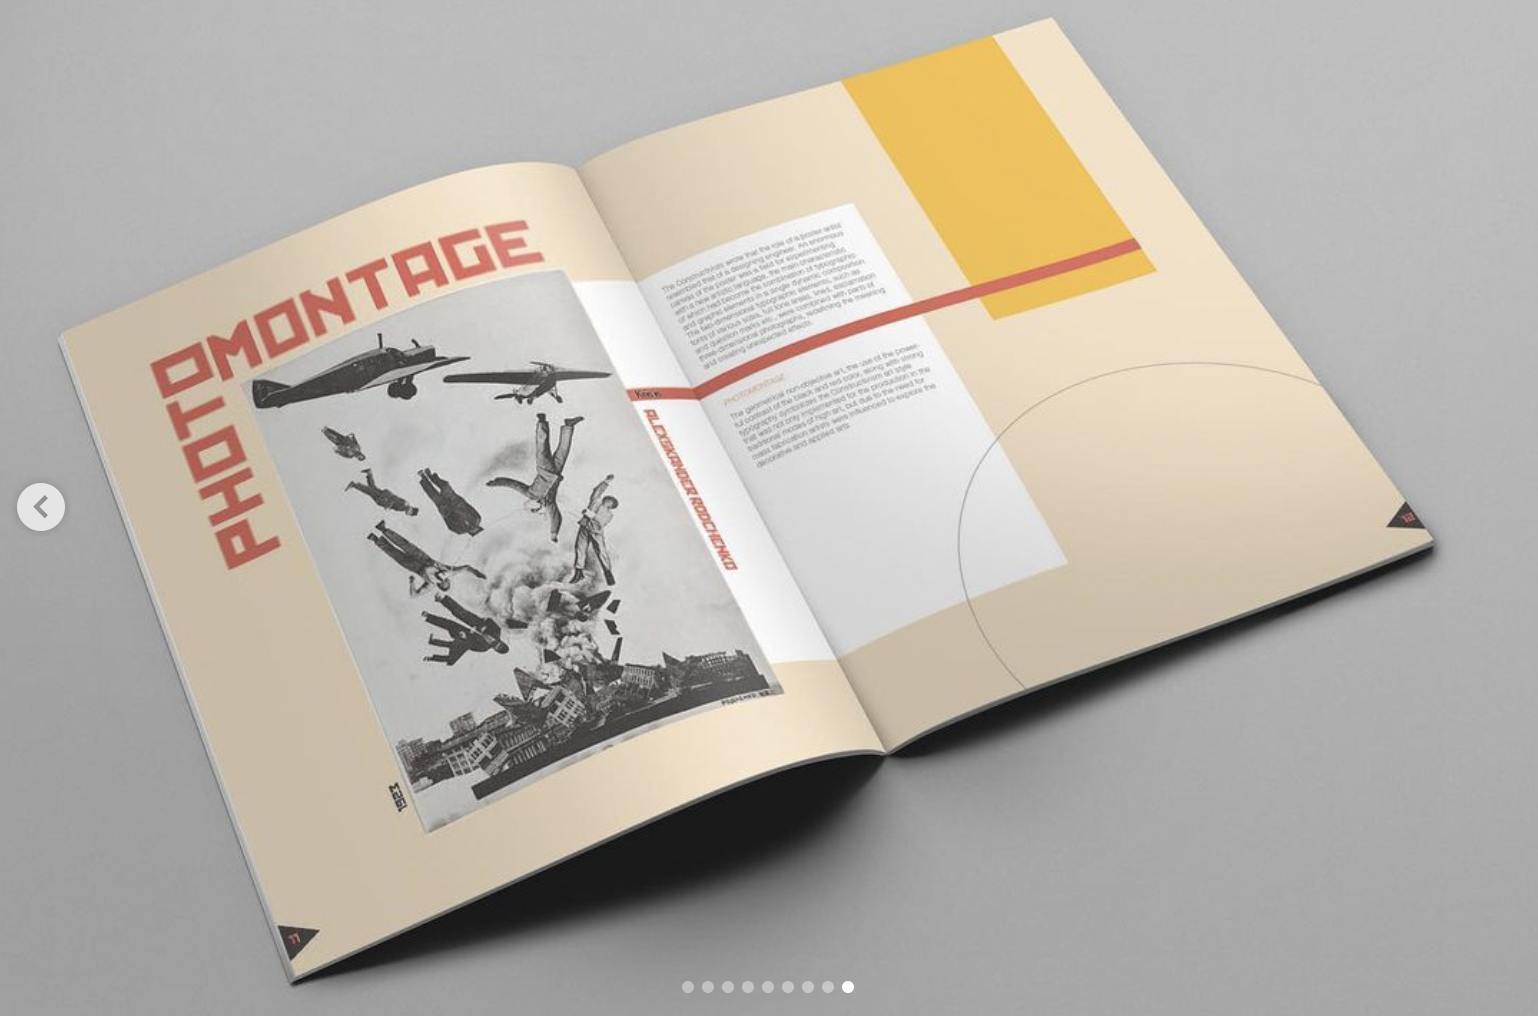 PHOTOMONTAGE
ALEXSKANDER RODCHENKO
1923
11
The Constructivists wrote that the role of a poster artist
resembled that of a designing engineer. An enormous
canvas of the poster was a field for experimenting
with a new artistic language, the main characteristic
of which had become the combination of typographic
and graphic elements in a single dynamic composition.
The two-dimensional typographic elements, such as
fonts of various sizes, full tone areas, lines, exclamation
and question marks etc., were combined with parts of
three-dimensional photographs, redefining the meaning
and creating unexpected effects.
PHOTOMONTAGE
The geometrical non-objective art, the use of the power-
ful contrast of the black and red color, along with strong
typography symbolizes the Constructivism art style
that was not only implemented for the production in the
traditional modes of high art, but due to the need for
mass fabrication artists were influenced to explore the
decorative and applied arts.
12